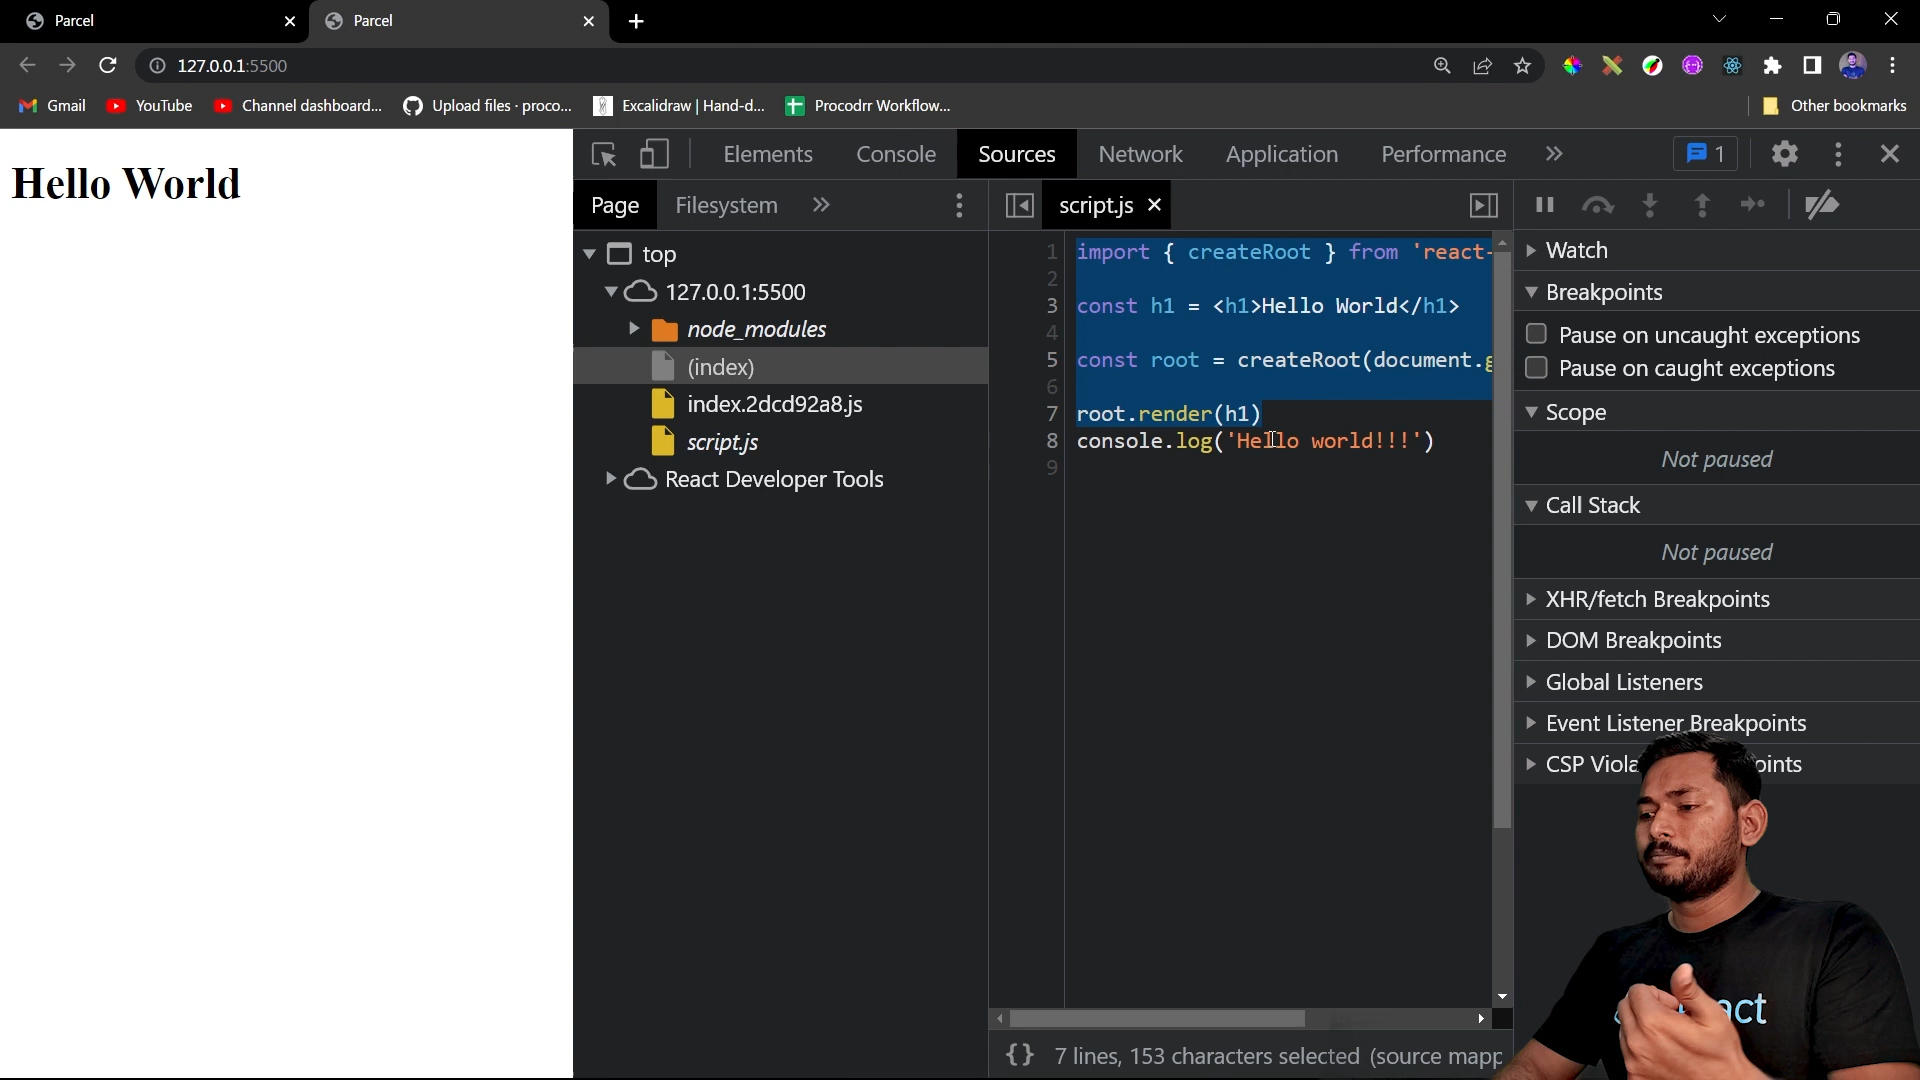 Parcel
Parcel
127.0.0.1:5500
Gmail
YouTube
Channel dashboard...
Upload files · proco...
Excalidraw | Hand-d...
Procodrr Workflow...
Other bookmarks
Hello World
Elements
Console
Sources
Network
Application
Performance
1
Page
Filesystem
script.js
top
127.0.0.1:5500
node_modules
(index)
index.2dcd92a8.js
script.js
React Developer Tools
1 import { createRoot } from 'react-
2
3 const h1 = <h1>Hello World</h1>
4
5 const root = createRoot(document.g
6
7 root.render(h1)
8 console.log('Hello world!!!')
9
{} 7 lines, 153 characters selected (source mapp
Watch
Breakpoints
Pause on uncaught exceptions
Pause on caught exceptions
Scope
Not paused
Call Stack
Not paused
XHR/fetch Breakpoints
DOM Breakpoints
Global Listeners
Event Listener Breakpoints
CSP Viola oints
ct